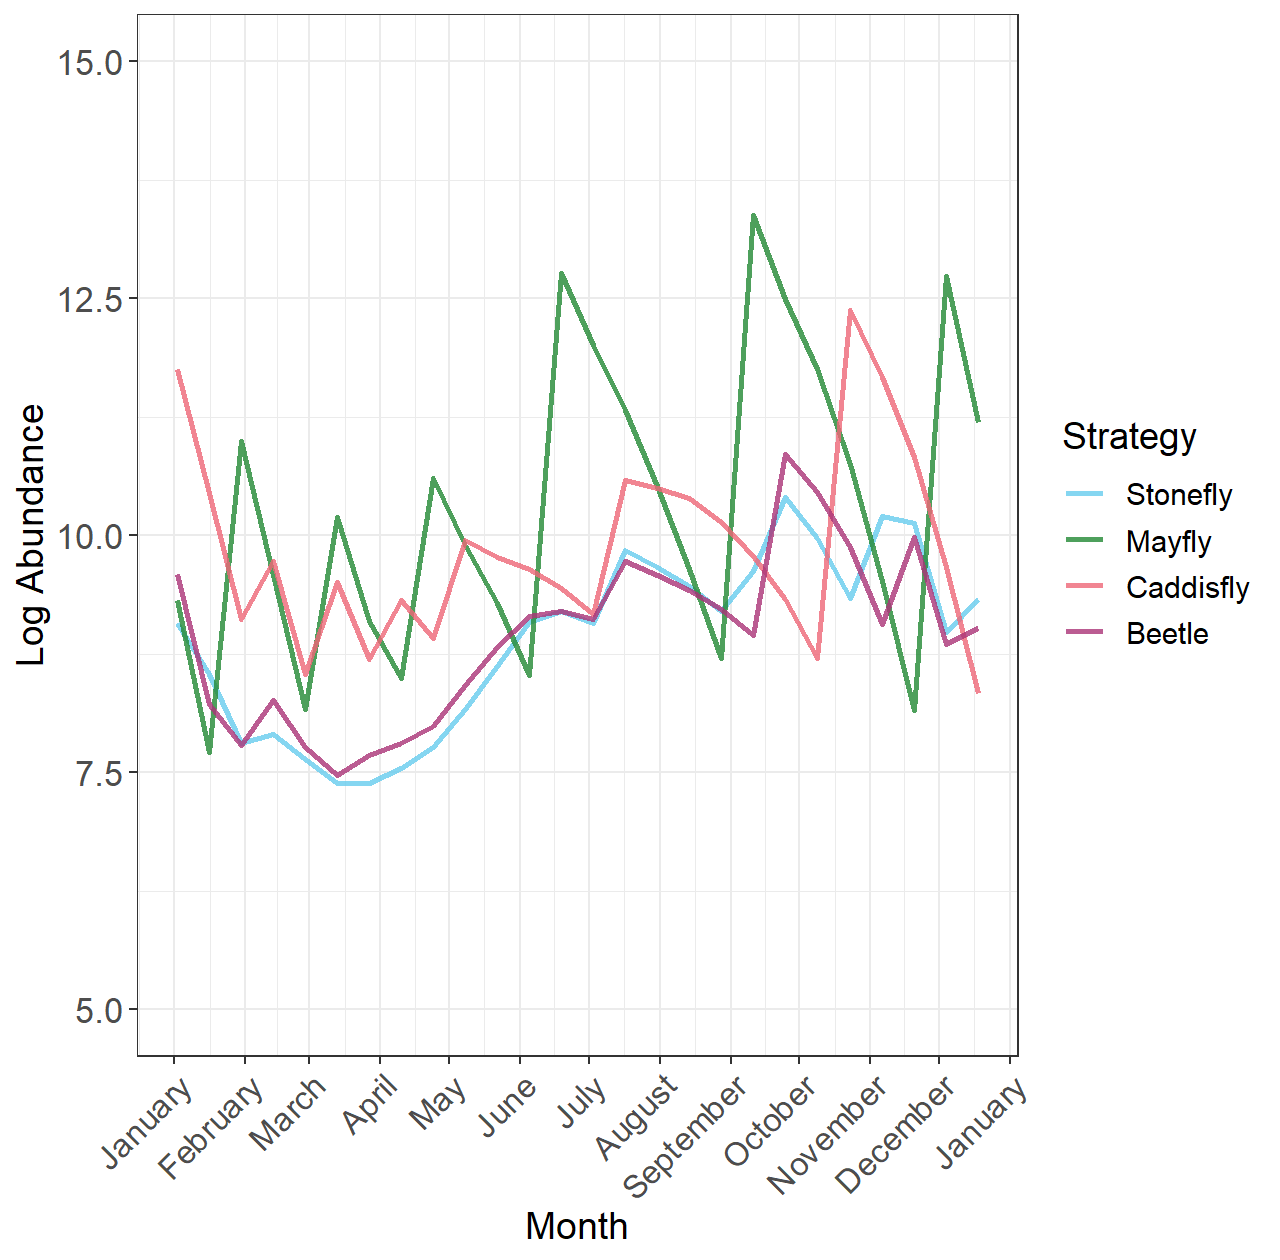 15.0
12.5
10.0
7.5
5.0
Log Abundance
January
February
March
April
May
June
July
August
September
October
November
December
January
Month
Strategy
Stonefly
Mayfly
Caddisfly
Beetle